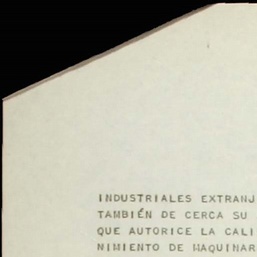 INDUSTRIALES EXTRANJ
TAMBIÉN DE CERCA SU
QUE AUTORICE LA CALI
NIMIENTO DE MAQUINAR